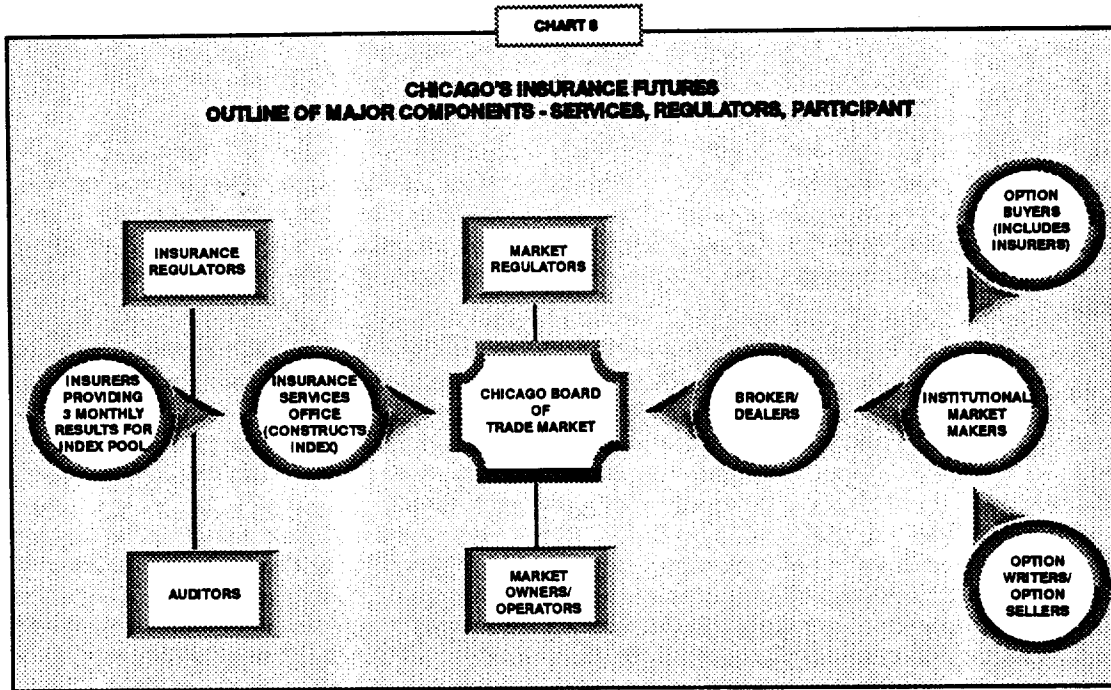 CHART 8
CHICAGO'S INSURANCE FUTURES
OUTLINE OF MAJOR COMPONENTS - SERVICES, REGULATORS, PARTICIPANT
INSURANCE
REGULATORS
MARKET
REGULATORS
OPTION
BUYERS
(INCLUDES
INSURERS)
INSURERS
PROVIDING
3 MONTHLY
RESULTS FOR
INDEX POOL
INSURANCE
SERVICES
OFFICE
(CONSTRUCTS
INDEX)
CHICAGO BOARD
OF
TRADE MARKET
BROKER/
DEALERS
INSTITUTIONAL
MARKET
MAKERS
AUDITORS
MARKET
OWNERS/
OPERATORS
OPTION
WRITERS/
OPTION
SELLERS